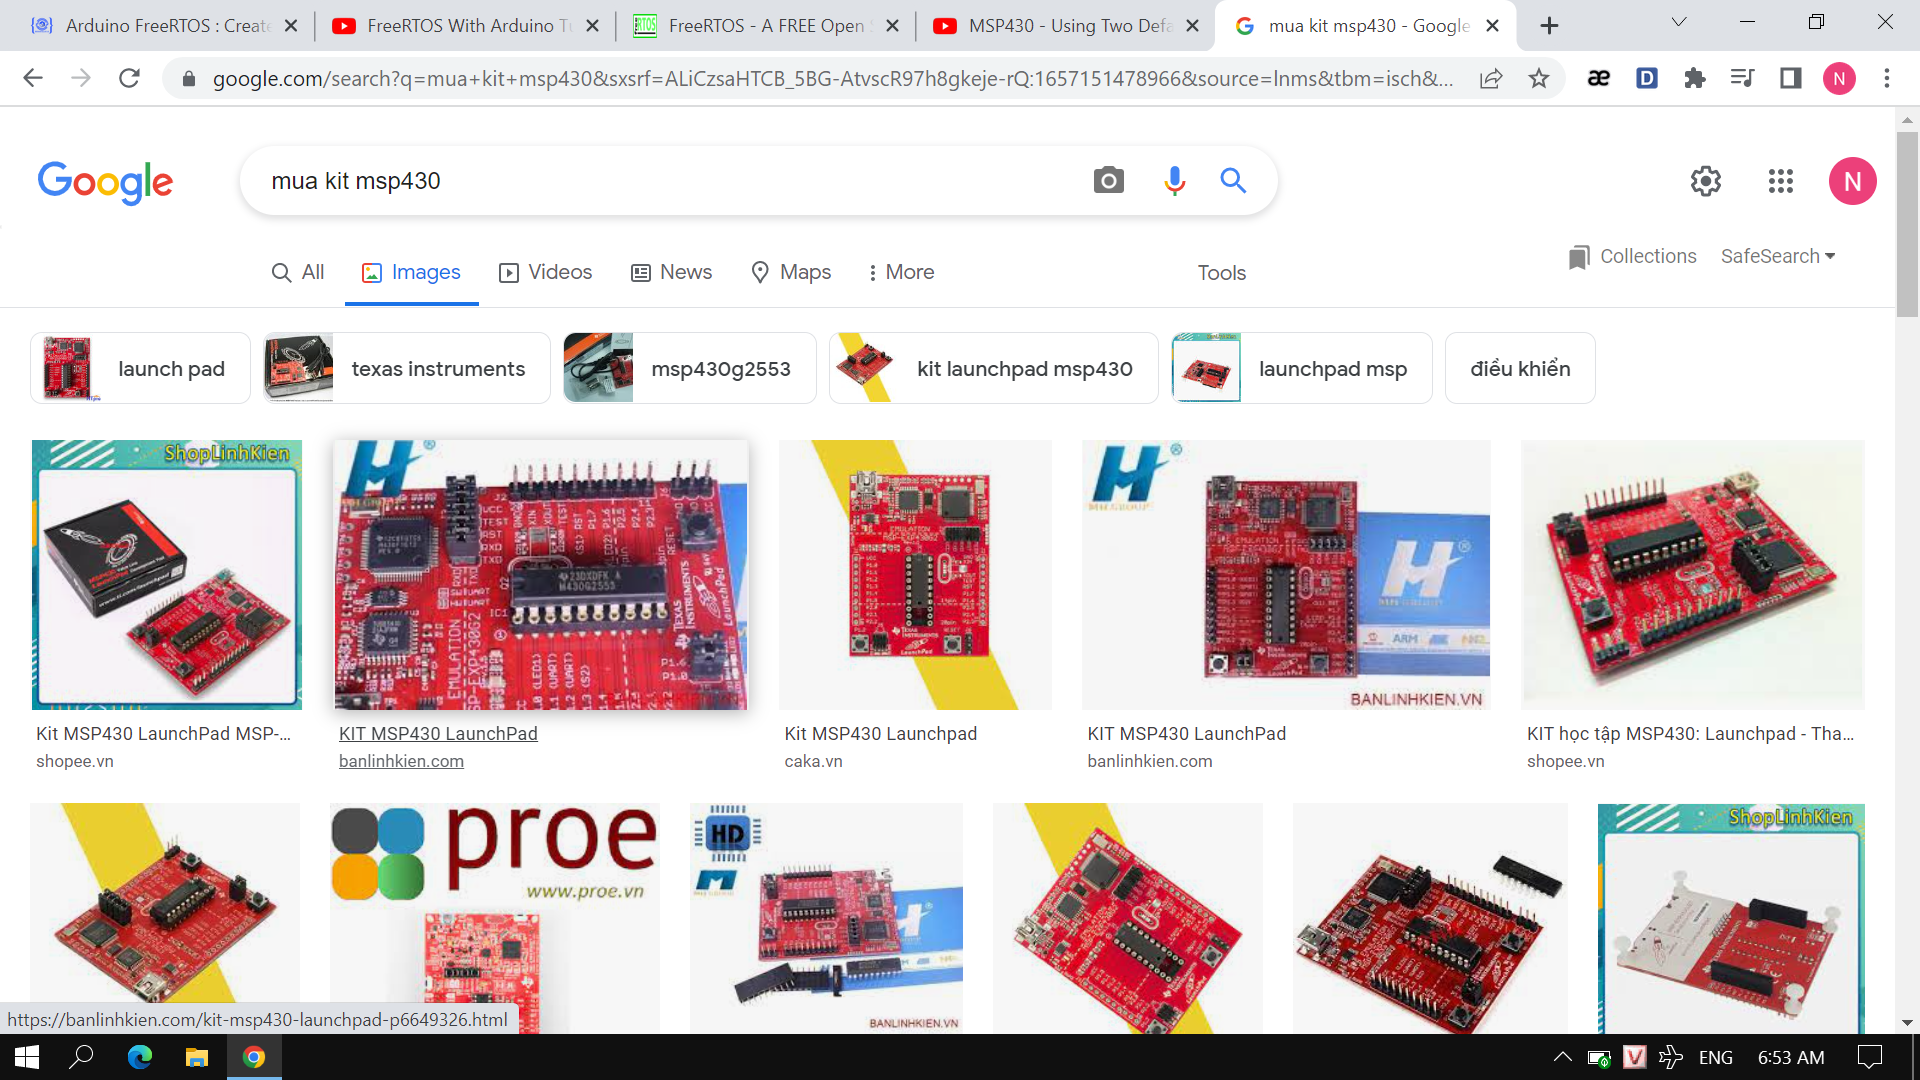 Arduino FreeRTOS : Create
FreeRTOS With Arduino Tu
FreeRTOS - A FREE Open S
MSP430 - Using Two Defa
mua kit msp430 - Google
google.com/search?q=mua+kit+msp430&sxsrf=ALiCzsaHTCB_5BG-AtvscR97h8gkeje-rQ:1657151478966&source=lnms&tbm=isch&...
Google
mua kit msp430
N
All
Images
Videos
News
Maps
More
Tools
Collections
SafeSearch
launch pad
texas instruments
msp430g2553
kit launchpad msp430
launchpad msp
điều khiển
ShopLinhKien
BANLINHKIEN.VN
Kit MSP430 LaunchPad MSP-...
shopee.vn
KIT MSP430 LaunchPad
banlinhkien.com
Kit MSP430 Launchpad
caka.vn
KIT MSP430 LaunchPad
banlinhkien.com
KIT học tập MSP430: Launchpad - Tha...
shopee.vn
proe
www.proe.vn
HD
BANLINHKIEN.VN
ShopLinhKien
https://banlinhkien.com/kit-msp430-launchpad-p6649326.html
ENG
6:53 AM